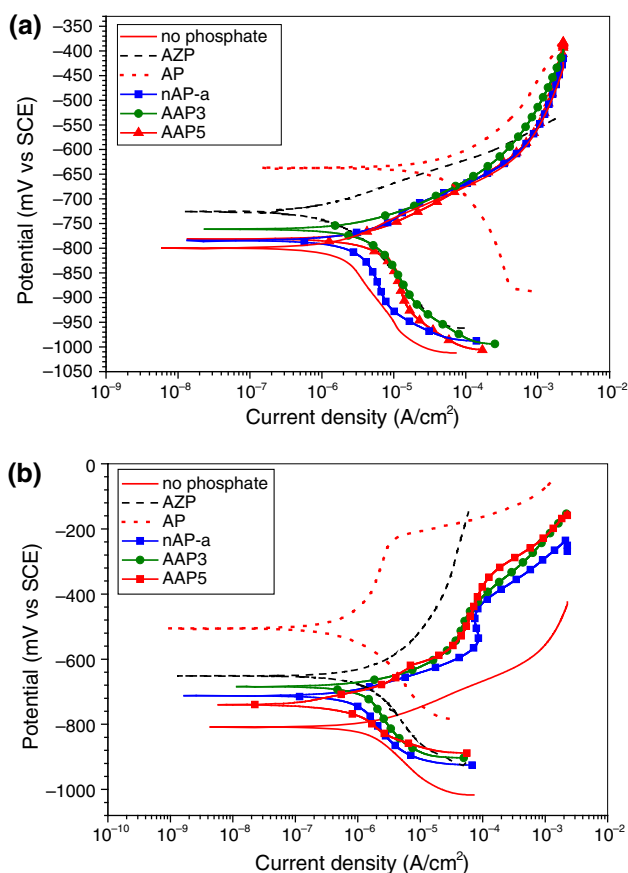 (a)
no phosphate
AZP
AP
nAP-a
AAP3
AAP5
−350
−400
−450
−500
−550
−600
−650
−700
−750
−800
−850
−900
−950
−1000
−1050
Potential (mV vs SCE)
10⁻⁹ 10⁻⁸ 10⁻⁷ 10⁻⁶ 10⁻⁵ 10⁻⁴ 10⁻³ 10⁻²
Current density (A/cm²)
(b)
no phosphate
AZP
AP
nAP-a
AAP3
AAP5
0
−200
−400
−600
−800
−1000
Potential (mV vs SCE)
10⁻¹⁰ 10⁻⁹ 10⁻⁸ 10⁻⁷ 10⁻⁶ 10⁻⁵ 10⁻⁴ 10⁻³ 10⁻²
Current density (A/cm²)